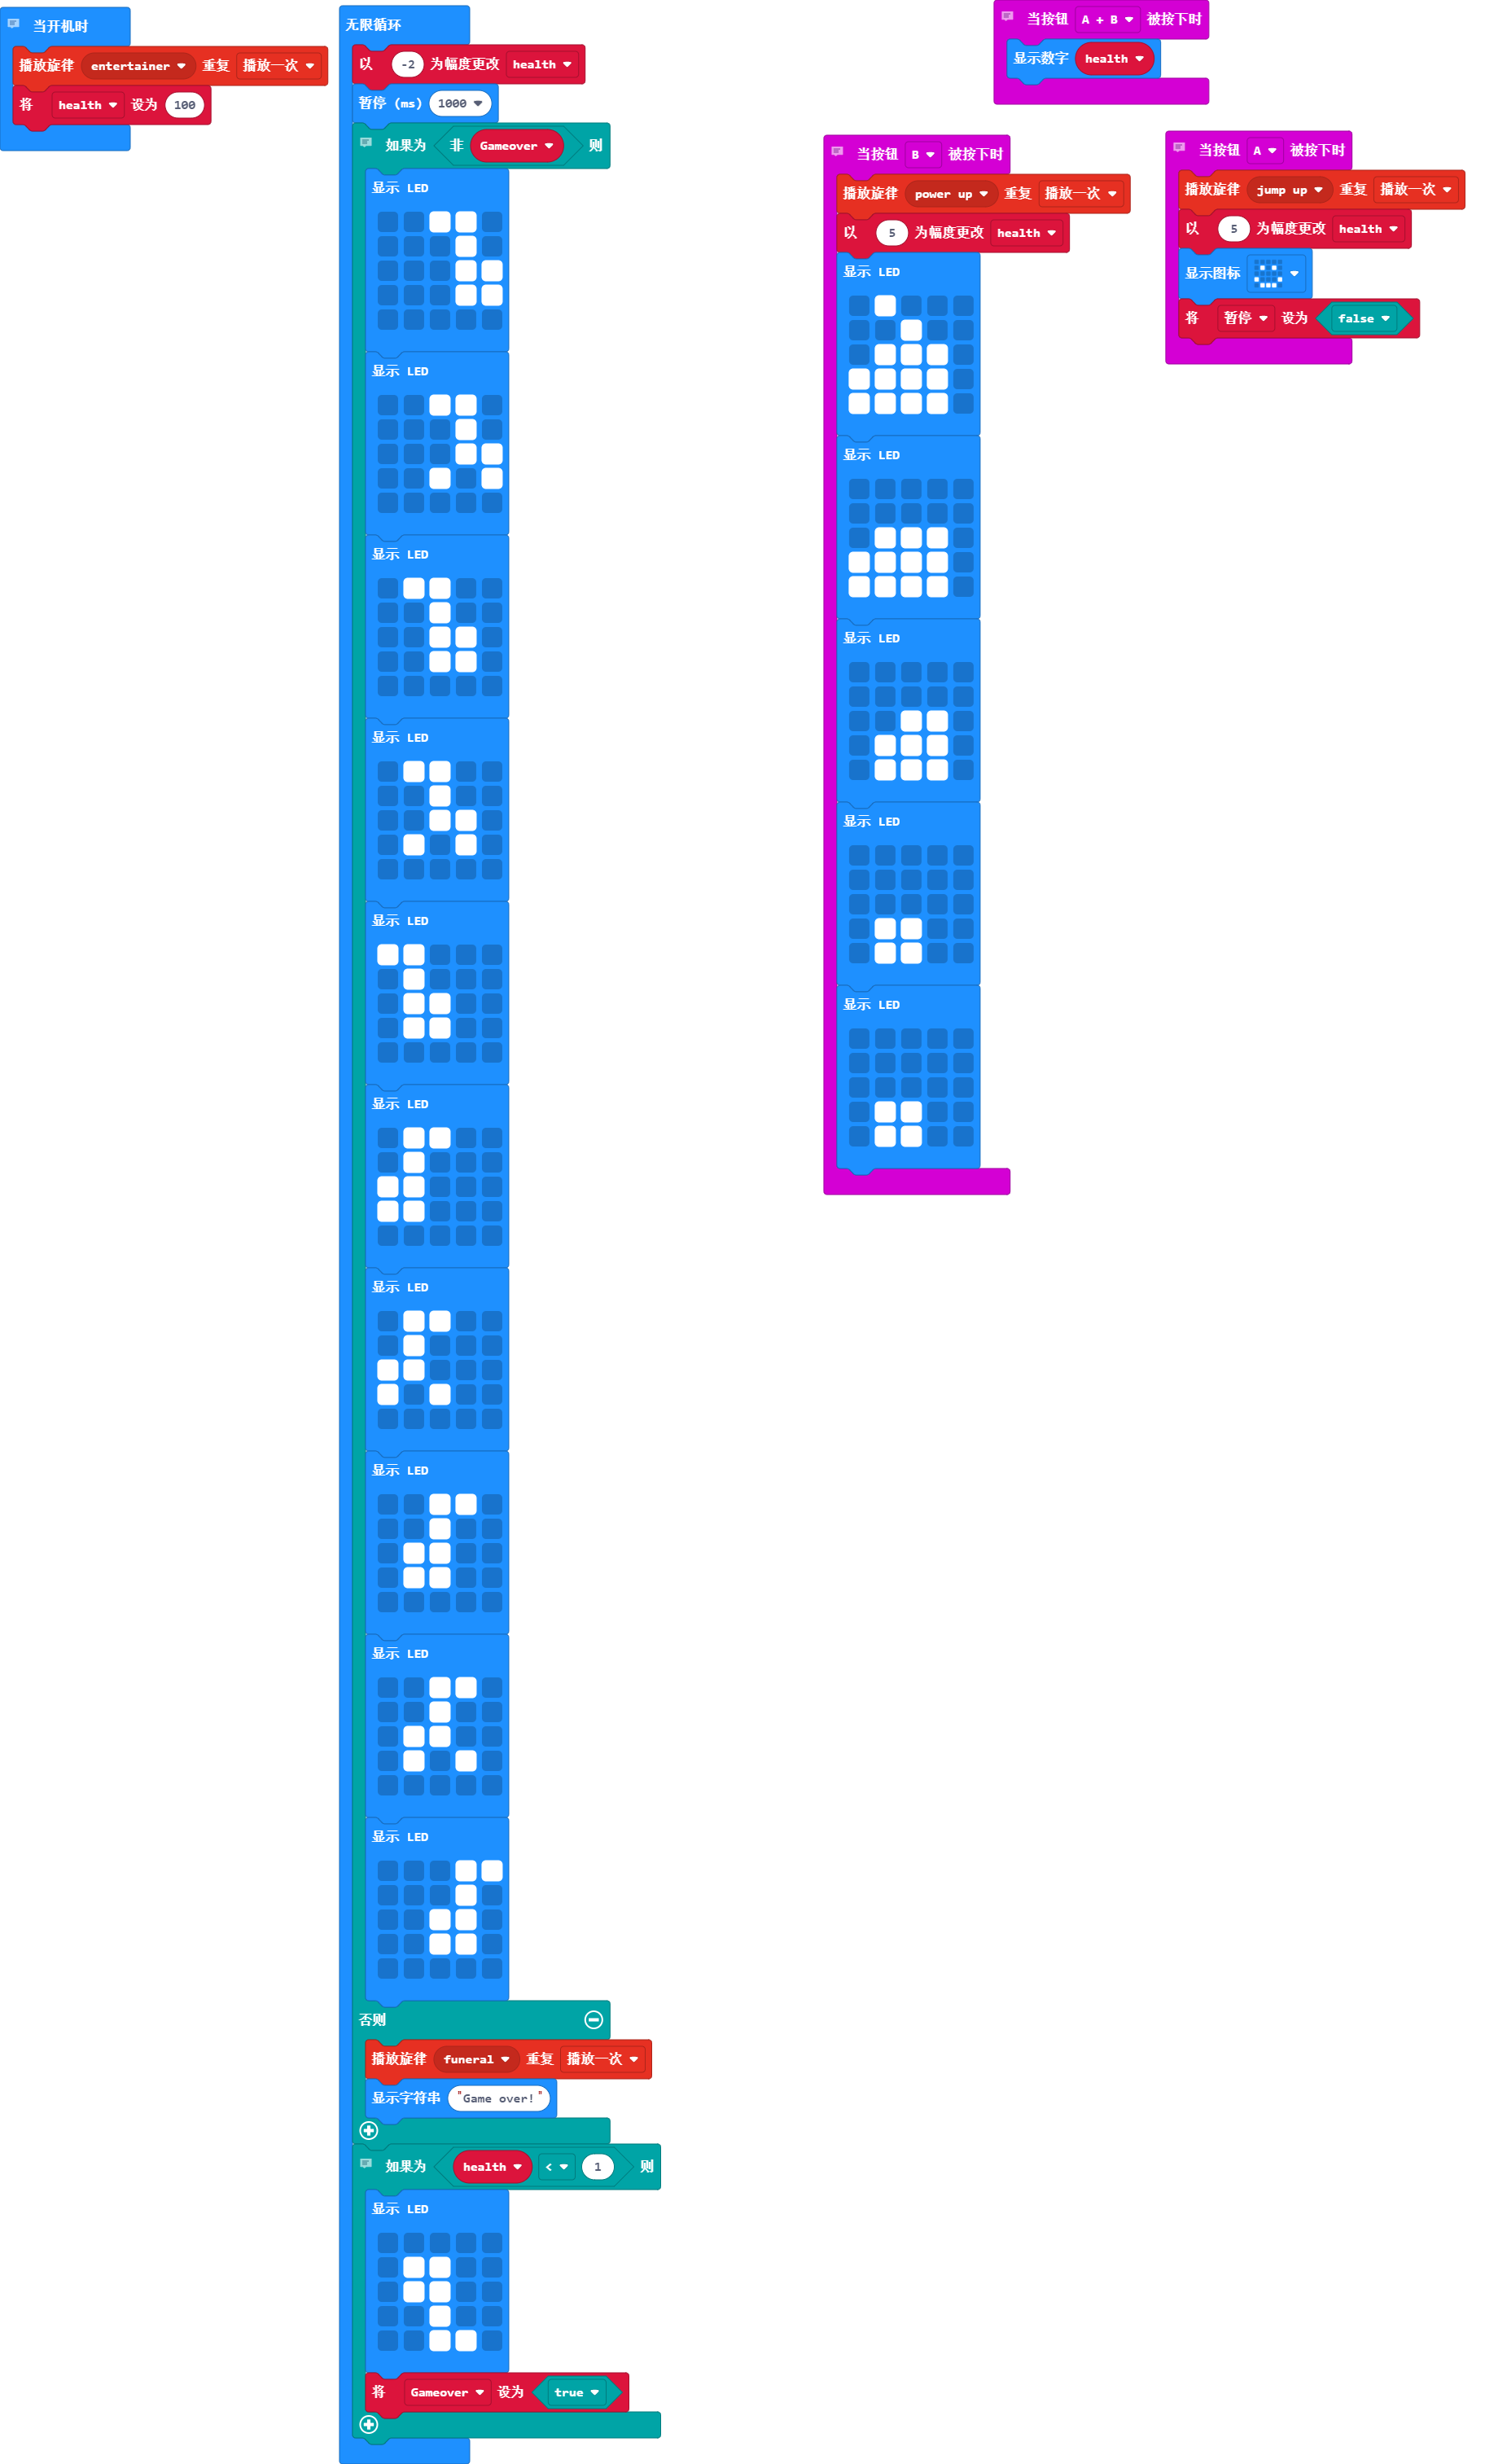 当开机时
播放旋律 entertainer 重复 播放一次
将 health 设为 100
无限循环
以 -2 为幅度更改 health
暂停 (ms) 1000
如果为 非 Gameover 则
显示 LED
显示 LED
显示 LED
显示 LED
显示 LED
显示 LED
显示 LED
显示 LED
显示 LED
显示 LED
否则
播放旋律 funeral 重复 播放一次
显示字符串 "Game over!"
如果为 health < 1 则
显示 LED
将 Gameover 设为 true
当按钮 A + B 被按下时
显示数字 health
当按钮 B 被按下时
播放旋律 power up 重复 播放一次
以 5 为幅度更改 health
显示 LED
显示 LED
显示 LED
显示 LED
显示 LED
当按钮 A 被按下时
播放旋律 jump up 重复 播放一次
以 5 为幅度更改 health
显示图标
将 暂停 设为 false